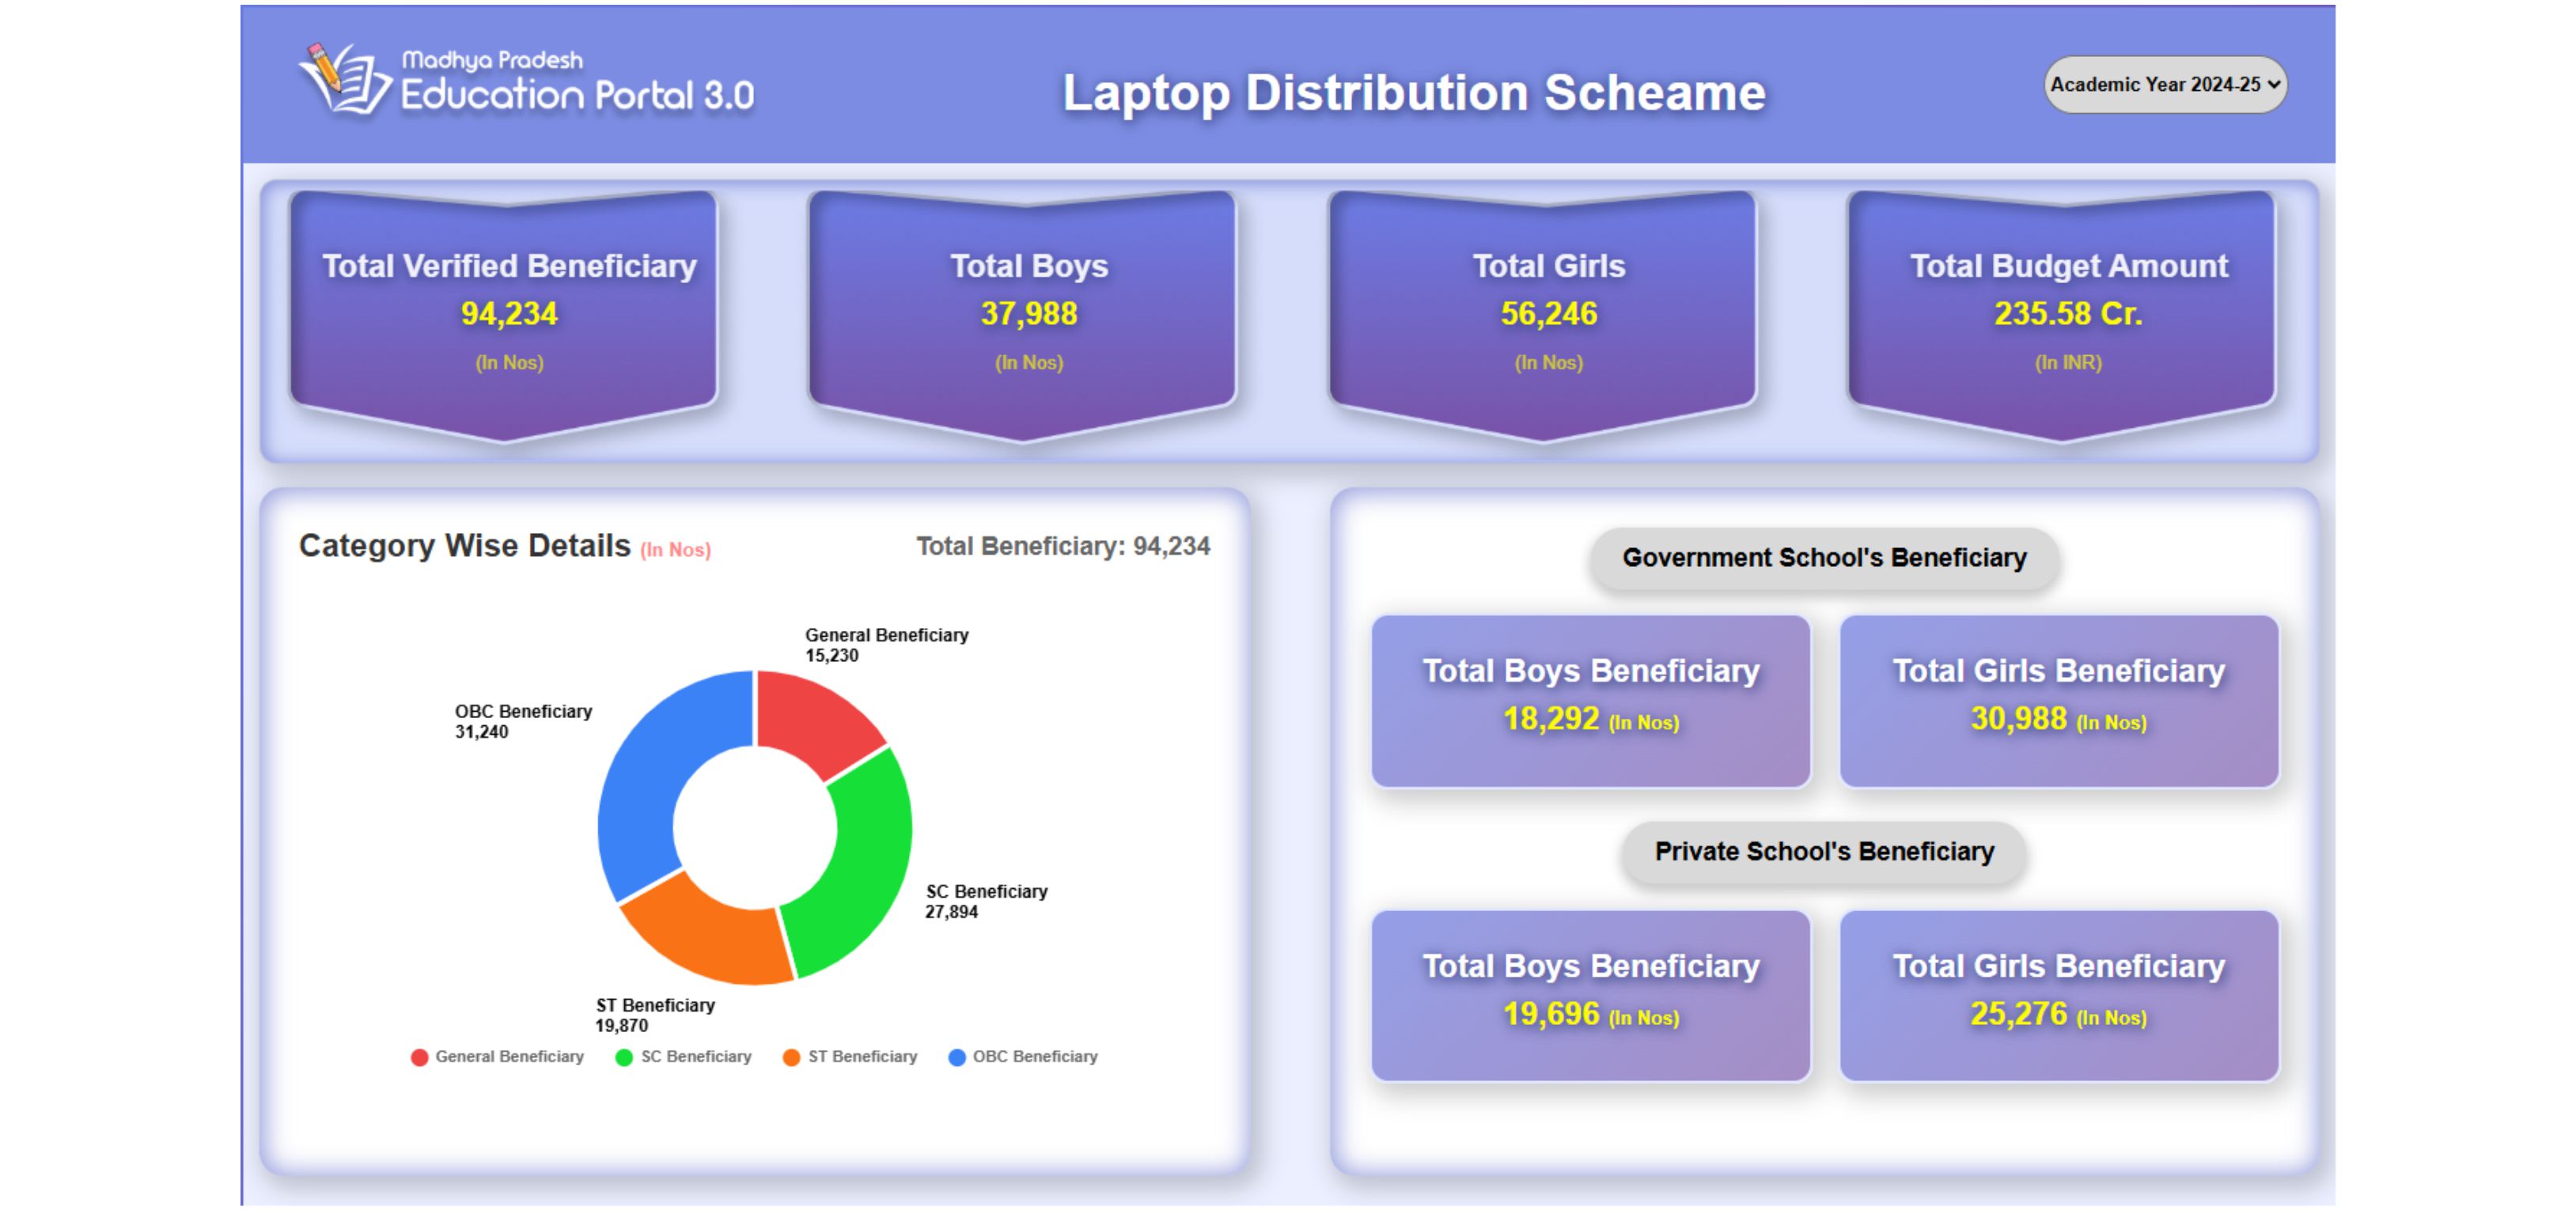 Madhya Pradesh
Education Portal 3.0
Laptop Distribution Scheame
Academic Year 2024-25
Total Verified Beneficiary
94,234
(In Nos)
Total Boys
37,988
(In Nos)
Total Girls
56,246
(In Nos)
Total Budget Amount
235.58 Cr.
(In INR)
Category Wise Details (In Nos)
Total Beneficiary: 94,234
General Beneficiary
15,230
OBC Beneficiary
31,240
SC Beneficiary
27,894
ST Beneficiary
19,870
General Beneficiary
SC Beneficiary
ST Beneficiary
OBC Beneficiary
Government School's Beneficiary
Total Boys Beneficiary
18,292 (In Nos)
Total Girls Beneficiary
30,988 (In Nos)
Private School's Beneficiary
Total Boys Beneficiary
19,696 (In Nos)
Total Girls Beneficiary
25,276 (In Nos)